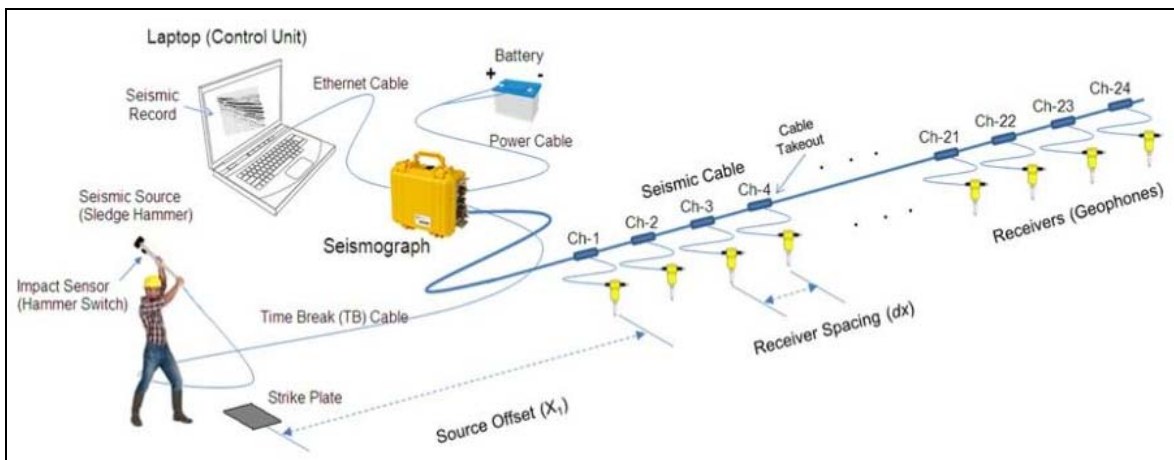 Laptop (Control Unit)
Battery
+ -
Ethernet Cable
Seismic
Record
Power Cable
Ch-24
Ch-23
Ch-22
Ch-21
Cable
Takeout
Seismic Cable
Ch-4
Ch-3
Ch-2
Ch-1
Receivers (Geophones)
Seismic Source
(Sledge Hammer)
Seismograph
Impact Sensor
(Hammer Switch)
Time Break (TB) Cable
Receiver Spacing (dx)
Strike Plate
Source Offset (X₁)